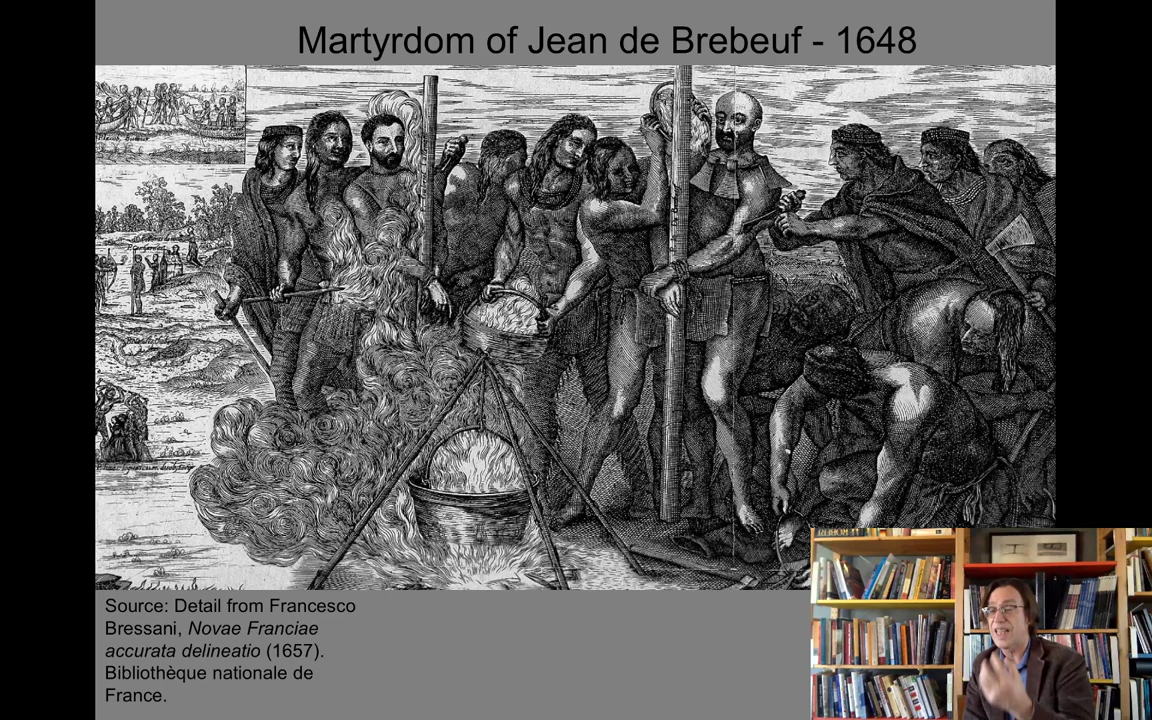 Martyrdom of Jean de Brebeuf - 1648
Source: Detail from Francesco
Bressani, Novae Franciae
accurata delineatio (1657).
Bibliothèque nationale de
France.